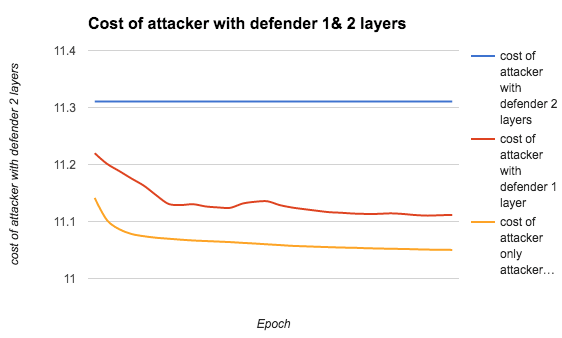 Cost of attacker with defender 1& 2 layers
cost of attacker with defender 2 layers
11.4
11.3
11.2
11.1
11
Epoch
cost of
attacker
with
defender 2
layers
cost of
attacker
with
defender 1
layer
cost of
attacker
only
attacker…